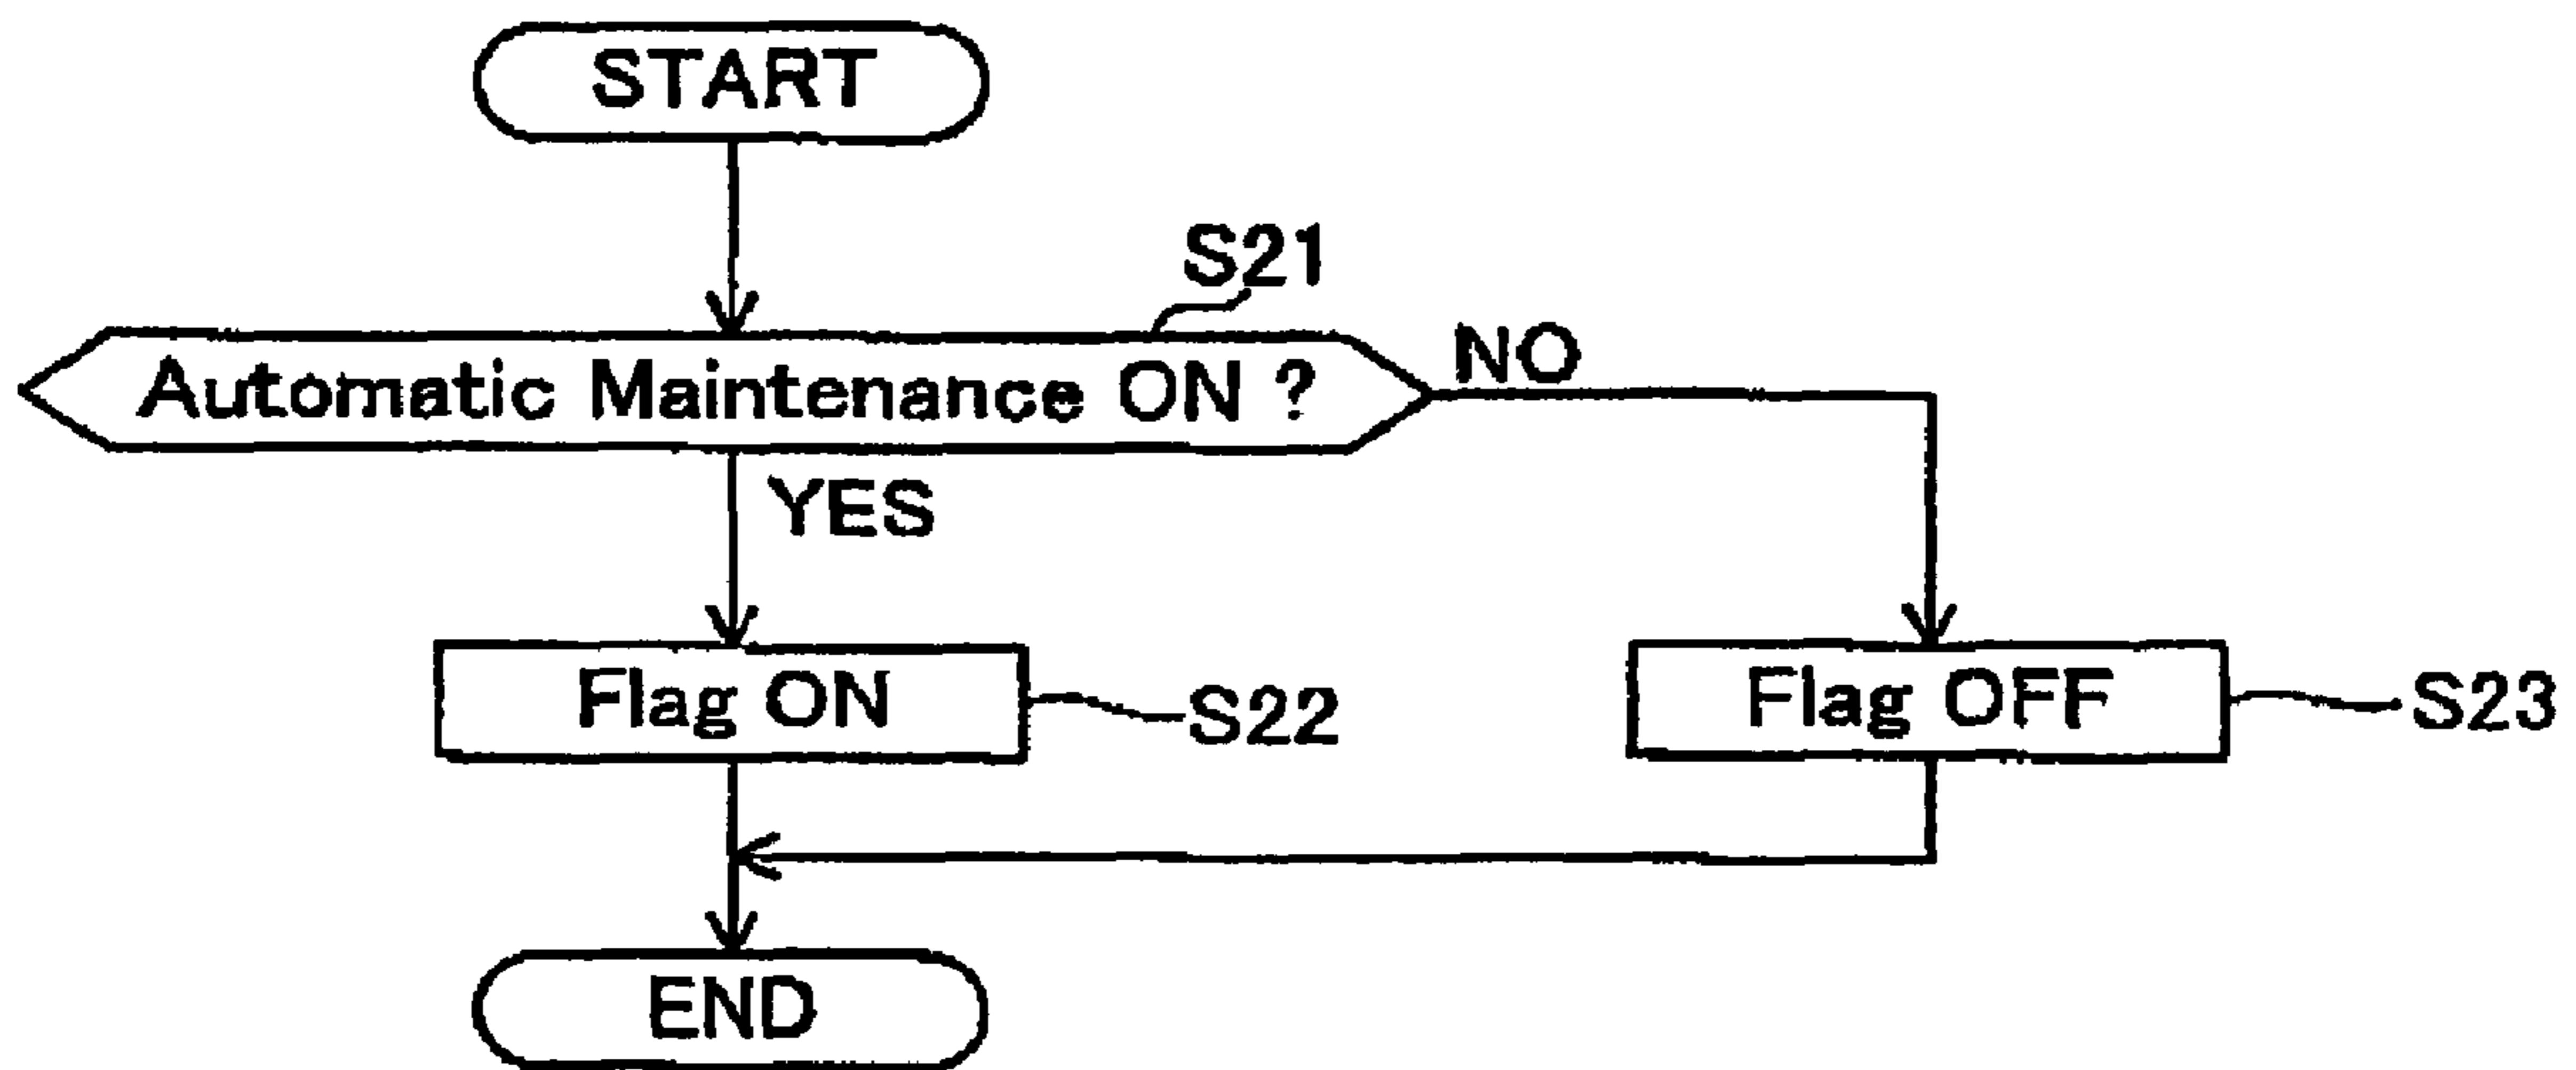 START
S21
Automatic Maintenance ON ?
NO
YES
Flag ON
S22
Flag OFF
S23
END